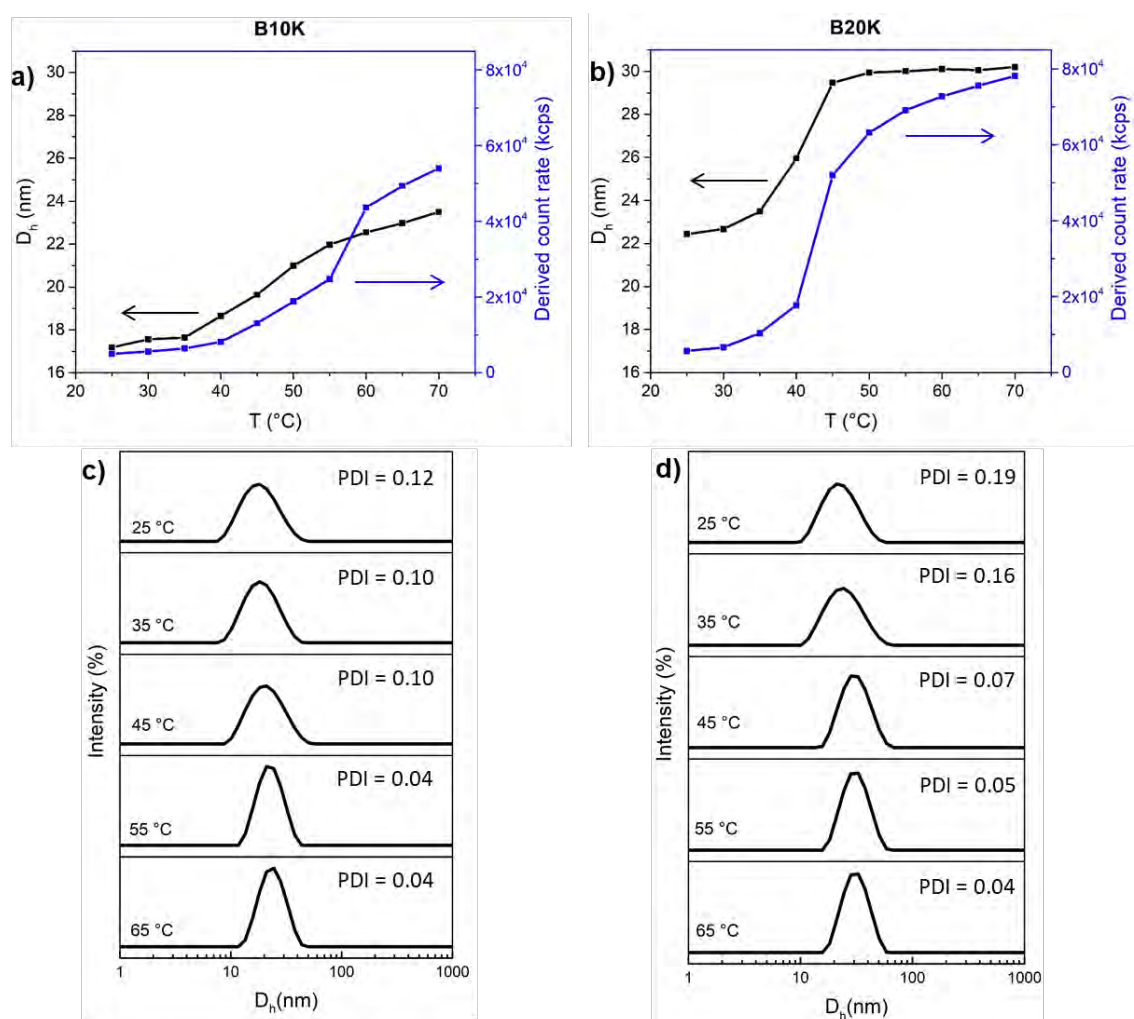 B10K
a)
30
28
26
24
22
20
18
16
D_h (nm)
20 30 40 50 60 70
T (°C)
8x10⁴
6x10⁴
4x10⁴
2x10⁴
0
Derived count rate (kcps)
B20K
b)
30
28
26
24
22
20
18
16
D_h (nm)
20 30 40 50 60 70
T (°C)
8x10⁴
6x10⁴
4x10⁴
2x10⁴
0
Derived count rate (kcps)
c)
Intensity (%)
PDI = 0.12
25 °C
PDI = 0.10
35 °C
PDI = 0.10
45 °C
PDI = 0.04
55 °C
PDI = 0.04
65 °C
1 10 100 1000
D_h(nm)
d)
Intensity (%)
PDI = 0.19
25 °C
PDI = 0.16
35 °C
PDI = 0.07
45 °C
PDI = 0.05
55 °C
PDI = 0.04
65 °C
1 10 100 1000
D_h(nm)